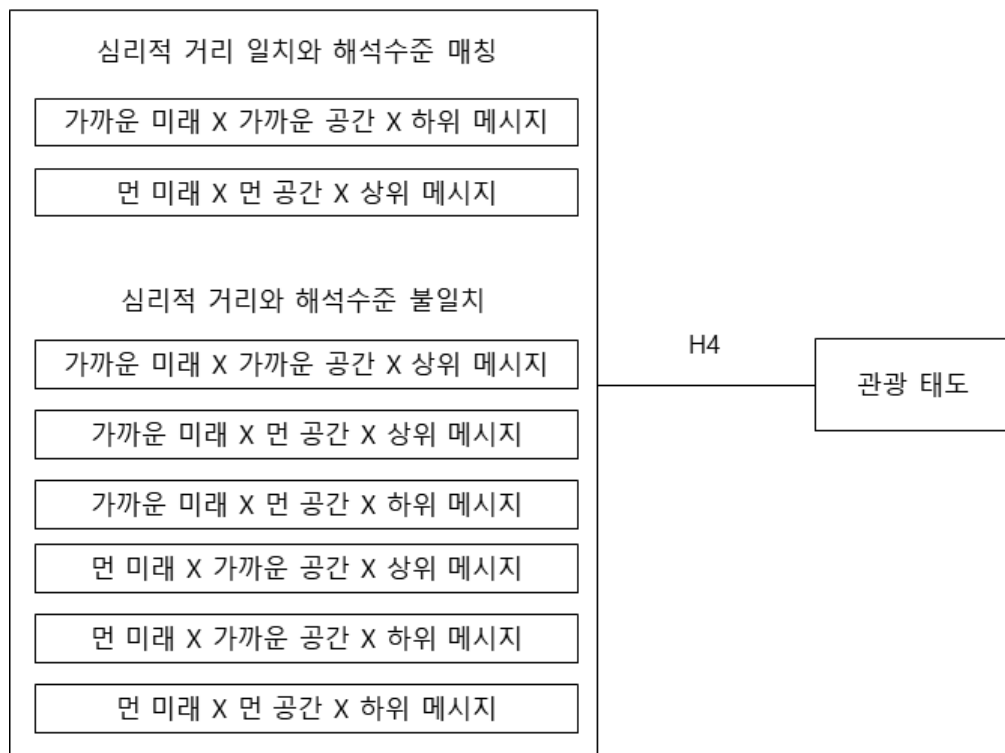 심리적 거리 일치와 해석수준 매칭
가까운 미래 X 가까운 공간 X 하위 메시지
먼 미래 X 먼 공간 X 상위 메시지
심리적 거리와 해석수준 불일치
가까운 미래 X 가까운 공간 X 상위 메시지
가까운 미래 X 먼 공간 X 상위 메시지
가까운 미래 X 먼 공간 X 하위 메시지
먼 미래 X 가까운 공간 X 상위 메시지
먼 미래 X 가까운 공간 X 하위 메시지
먼 미래 X 먼 공간 X 하위 메시지
H4
관광 태도